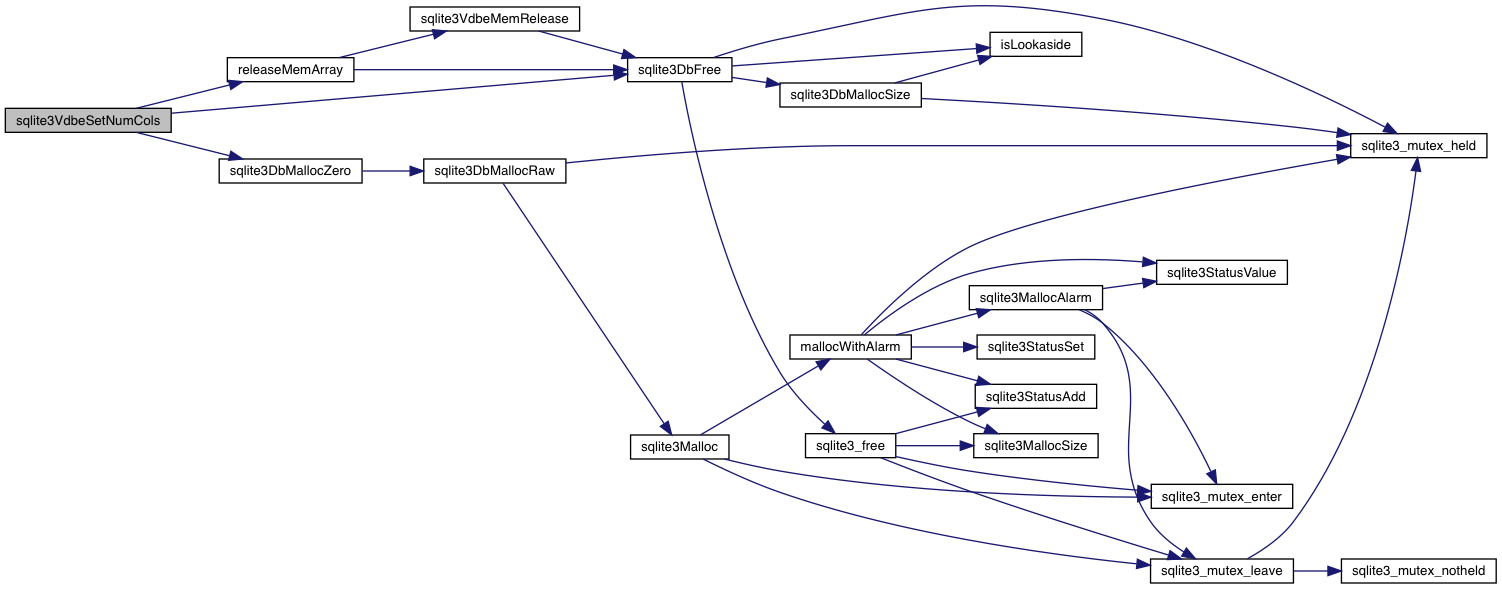 sqlite3VdbeMemRelease
isLookaside
releaseMemArray
sqlite3DbFree
sqlite3DbMallocSize
sqlite3VdbeSetNumCols
sqlite3_mutex_held
sqlite3DbMallocZero
sqlite3DbMallocRaw
sqlite3StatusValue
sqlite3MallocAlarm
mallocWithAlarm
sqlite3StatusSet
sqlite3StatusAdd
sqlite3Malloc
sqlite3_free
sqlite3MallocSize
sqlite3_mutex_enter
sqlite3_mutex_leave
sqlite3_mutex_notheld